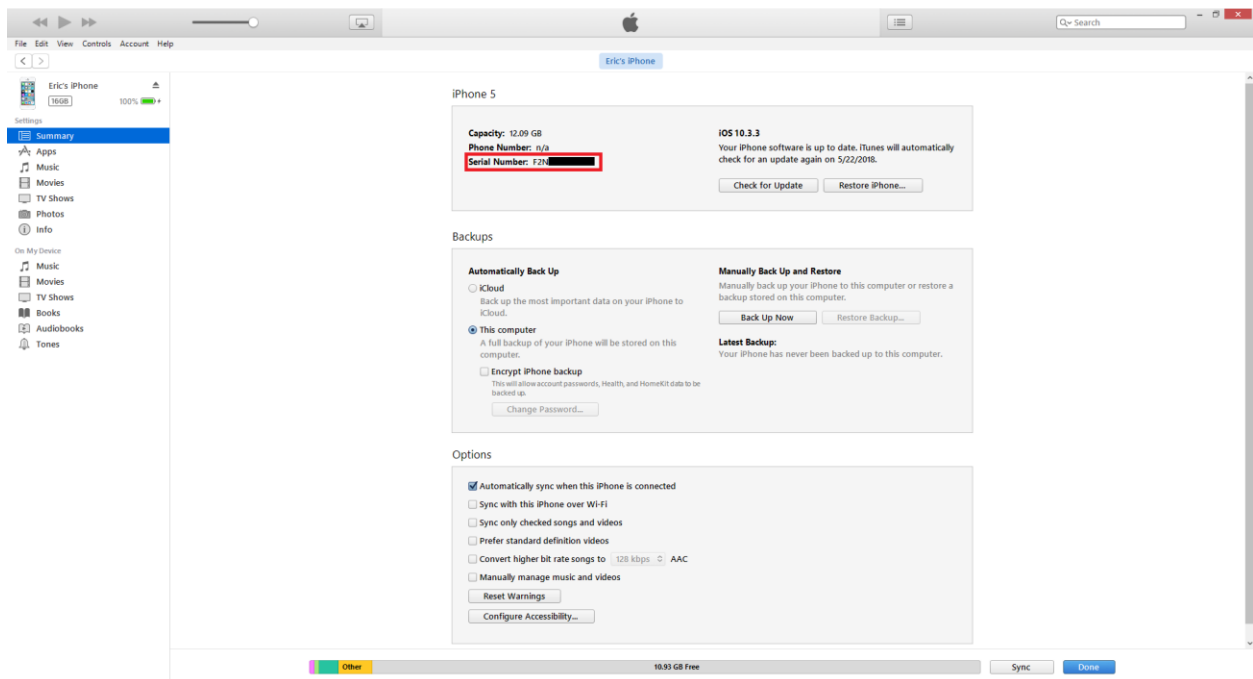 Search
File Edit View Controls Account Help
Eric's iPhone
Eric's iPhone
16GB
100%
Settings
Summary
Apps
Music
Movies
TV Shows
Photos
Info
On My Device
Music
Movies
TV Shows
Books
Audiobooks
Tones
iPhone 5
Capacity: 12.09 GB
Phone Number: n/a
Serial Number: F2N
iOS 10.3.3
Your iPhone software is up to date. iTunes will automatically
check for an update again on 5/22/2018.
Check for Update
Restore iPhone...
Backups
Automatically Back Up
iCloud
Back up the most important data on your iPhone to
iCloud.
This computer
A full backup of your iPhone will be stored on this
computer.
Encrypt iPhone backup
This will allow account passwords, Health, and HomeKit data to be
backed up.
Change Password...
Manually Back Up and Restore
Manually back up your iPhone to this computer or restore a
backup stored on this computer.
Back Up Now
Restore Backup...
Latest Backup:
Your iPhone has never been backed up to this computer.
Options
Automatically sync when this iPhone is connected
Sync with this iPhone over Wi-Fi
Sync only checked songs and videos
Prefer standard definition videos
Convert higher bit rate songs to 128 kbps AAC
Manually manage music and videos
Reset Warnings
Configure Accessibility...
Other
10.93 GB Free
Sync
Done